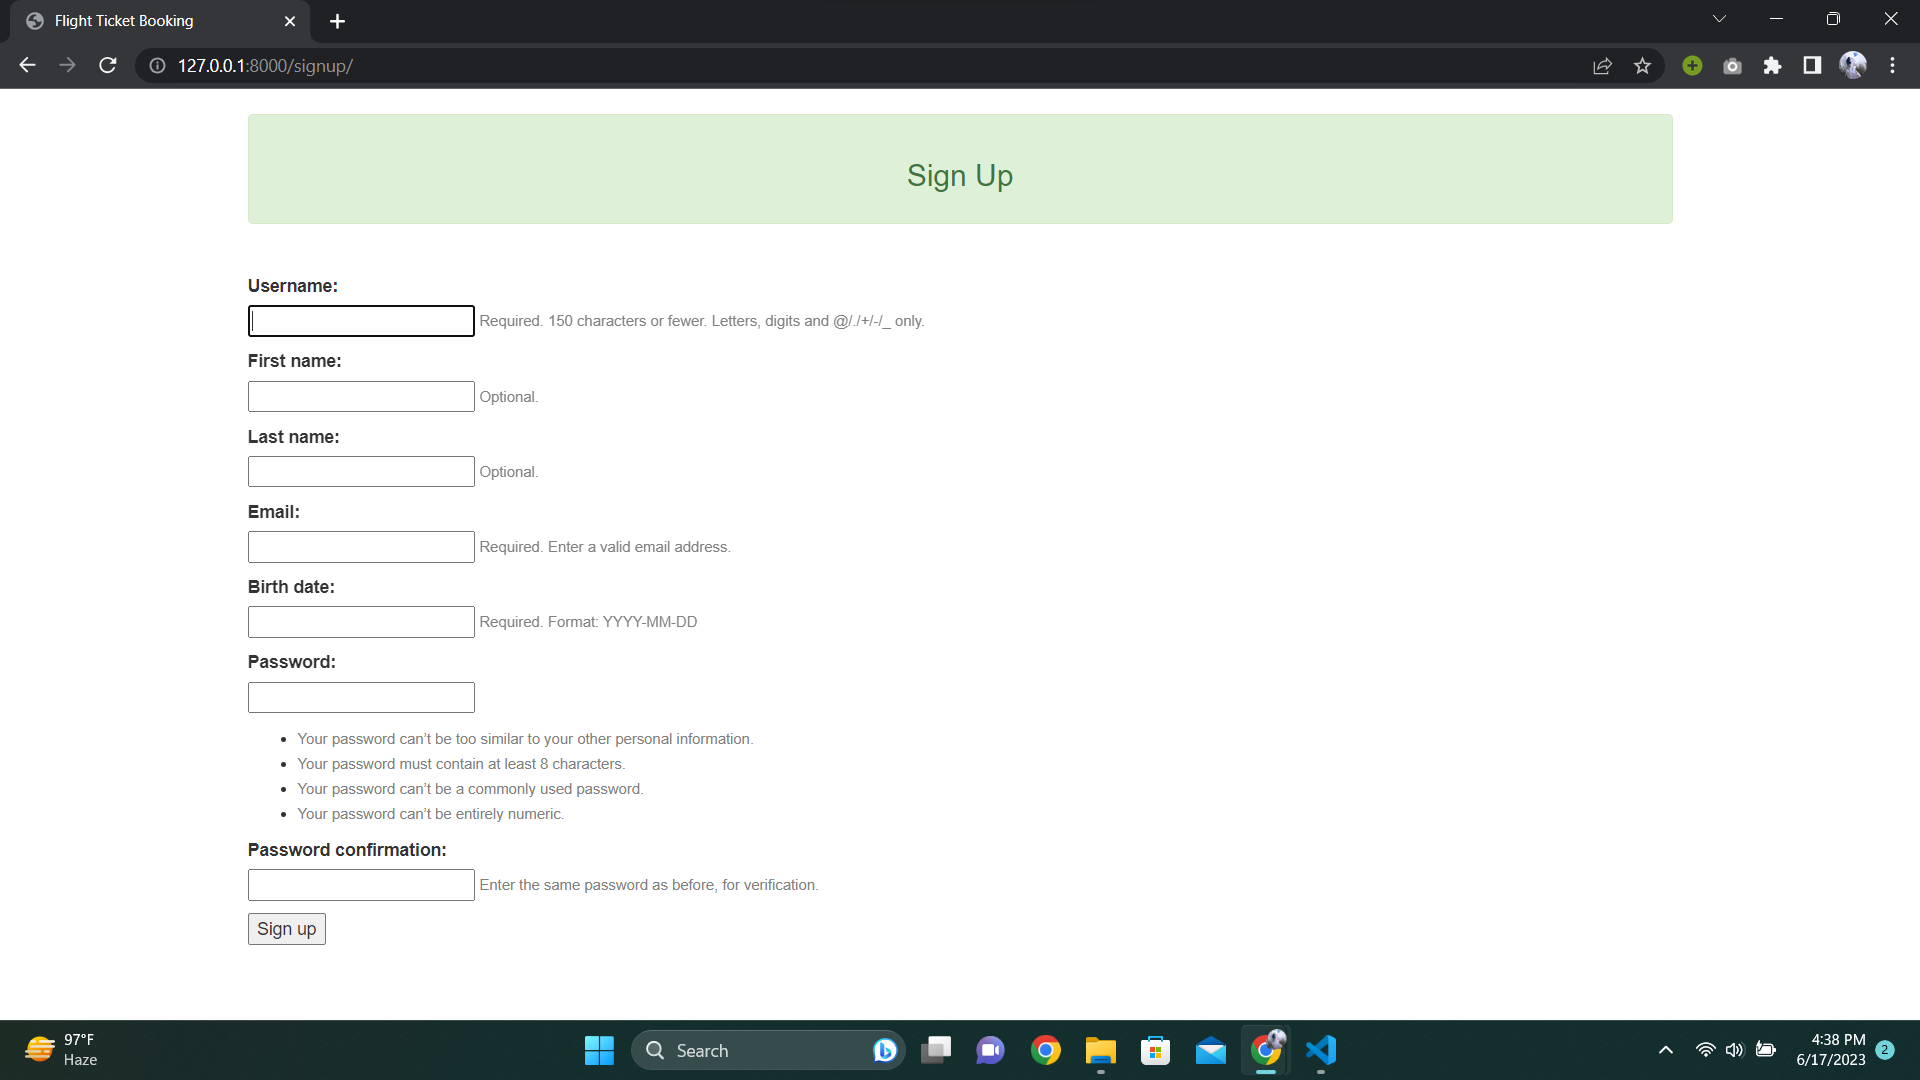 Flight Ticket Booking
127.0.0.1:8000/signup/
Sign Up
Username:
Required. 150 characters or fewer. Letters, digits and @/./+/-/_ only.
First name:
Optional.
Last name:
Optional.
Email:
Required. Enter a valid email address.
Birth date:
Required. Format: YYYY-MM-DD
Password:
Your password can’t be too similar to your other personal information.
Your password must contain at least 8 characters.
Your password can’t be a commonly used password.
Your password can’t be entirely numeric.
Password confirmation:
Enter the same password as before, for verification.
Sign up
97°F
Haze
Search
4:38 PM
6/17/2023
2